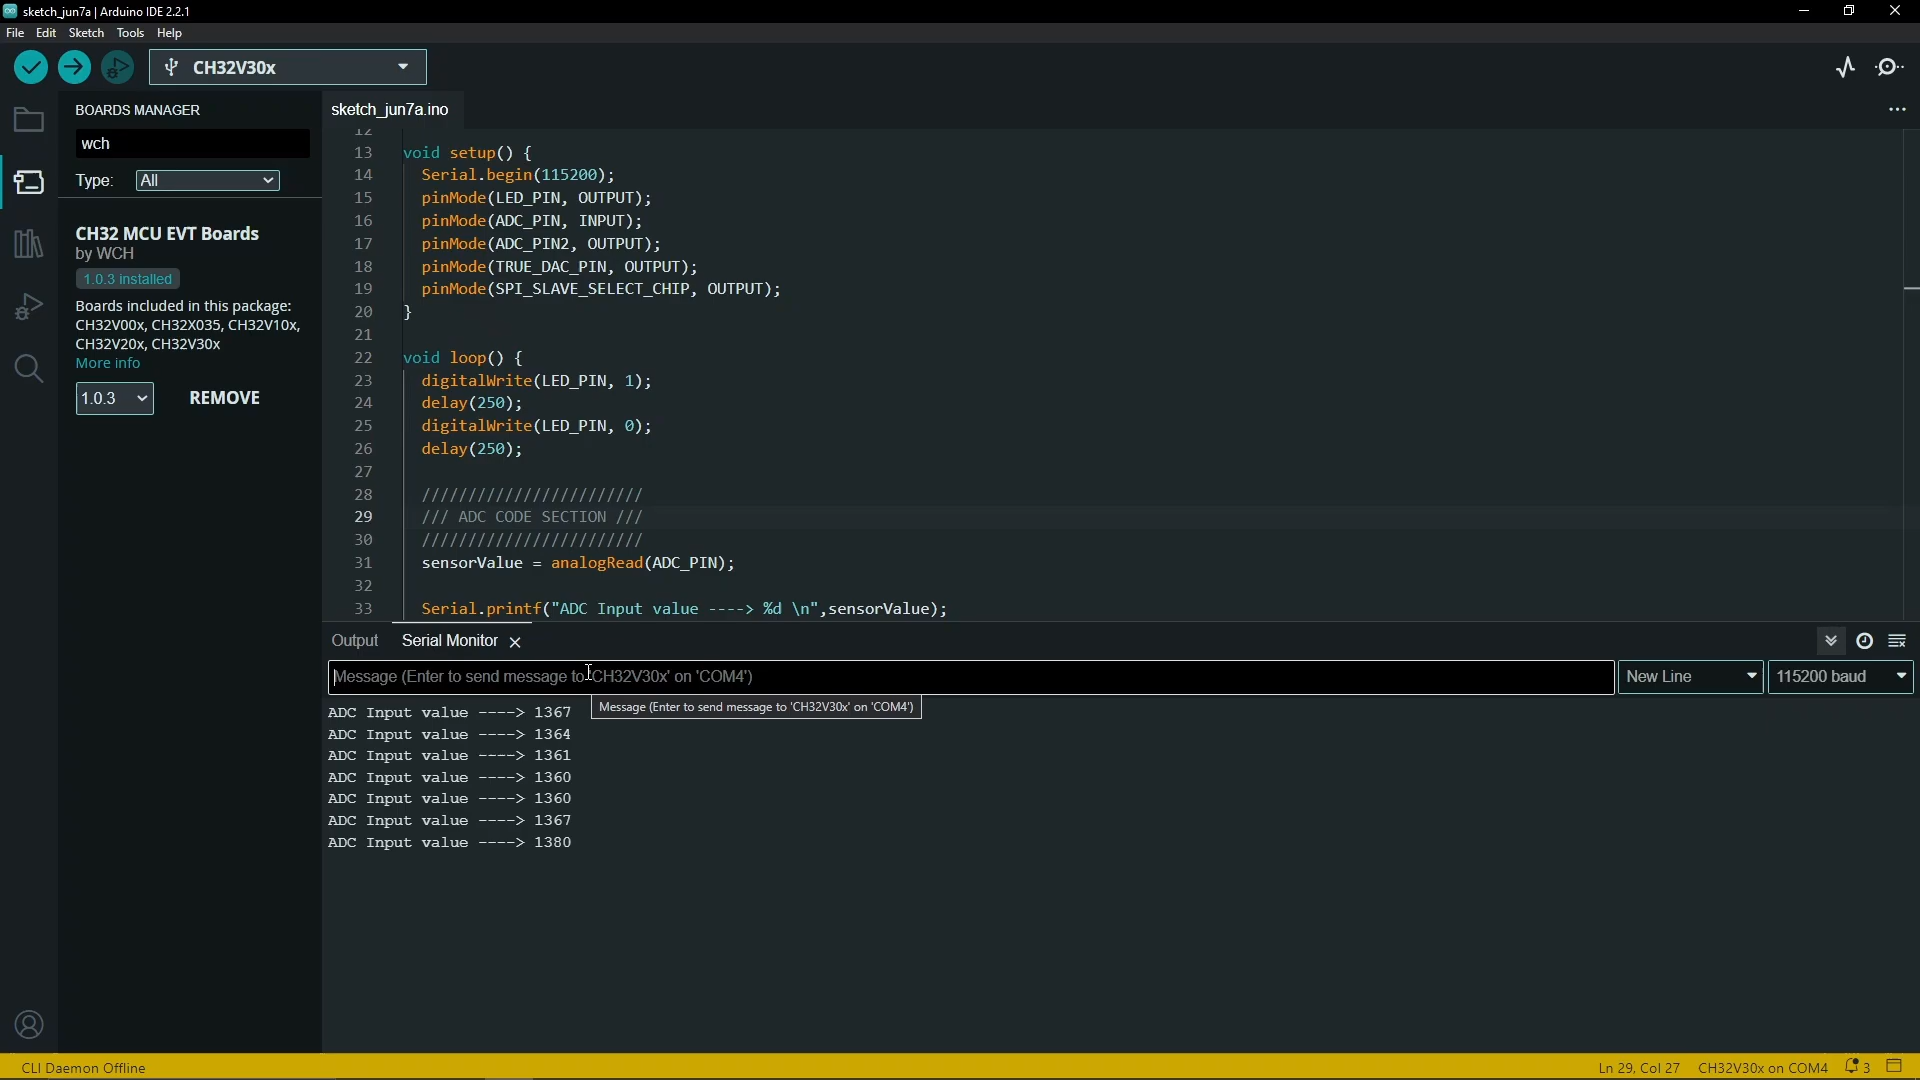 sketch_jun7a | Arduino IDE 2.2.1
File Edit Sketch Tools Help
CH32V30x
BOARDS MANAGER
wch
Type: All
CH32 MCU EVT Boards
by WCH
1.0.3 installed
Boards included in this package:
CH32V00x, CH32X035, CH32V10x,
CH32V20x, CH32V30x
More info
1.0.3 REMOVE
sketch_jun7a.ino
12
13 void setup() {
14 Serial.begin(115200);
15 pinMode(LED_PIN, OUTPUT);
16 pinMode(ADC_PIN, INPUT);
17 pinMode(ADC_PIN2, OUTPUT);
18 pinMode(TRUE_DAC_PIN, OUTPUT);
19 pinMode(SPI_SLAVE_SELECT_CHIP, OUTPUT);
20 }
21
22 void loop() {
23 digitalWrite(LED_PIN, 1);
24 delay(250);
25 digitalWrite(LED_PIN, 0);
26 delay(250);
27
28 ////////////////////////
29 /// ADC CODE SECTION ///
30 ////////////////////////
31 sensorValue = analogRead(ADC_PIN);
32
33 Serial.printf("ADC Input value ----> %d \n",sensorValue);
Output Serial Monitor
Message (Enter to send message to 'CH32V30x' on 'COM4') New Line 115200 baud
Message (Enter to send message to 'CH32V30x' on 'COM4')
ADC Input value ----> 1367
ADC Input value ----> 1364
ADC Input value ----> 1361
ADC Input value ----> 1360
ADC Input value ----> 1360
ADC Input value ----> 1367
ADC Input value ----> 1380
CLI Daemon Offline Ln 29, Col 27 CH32V30x on COM4 3